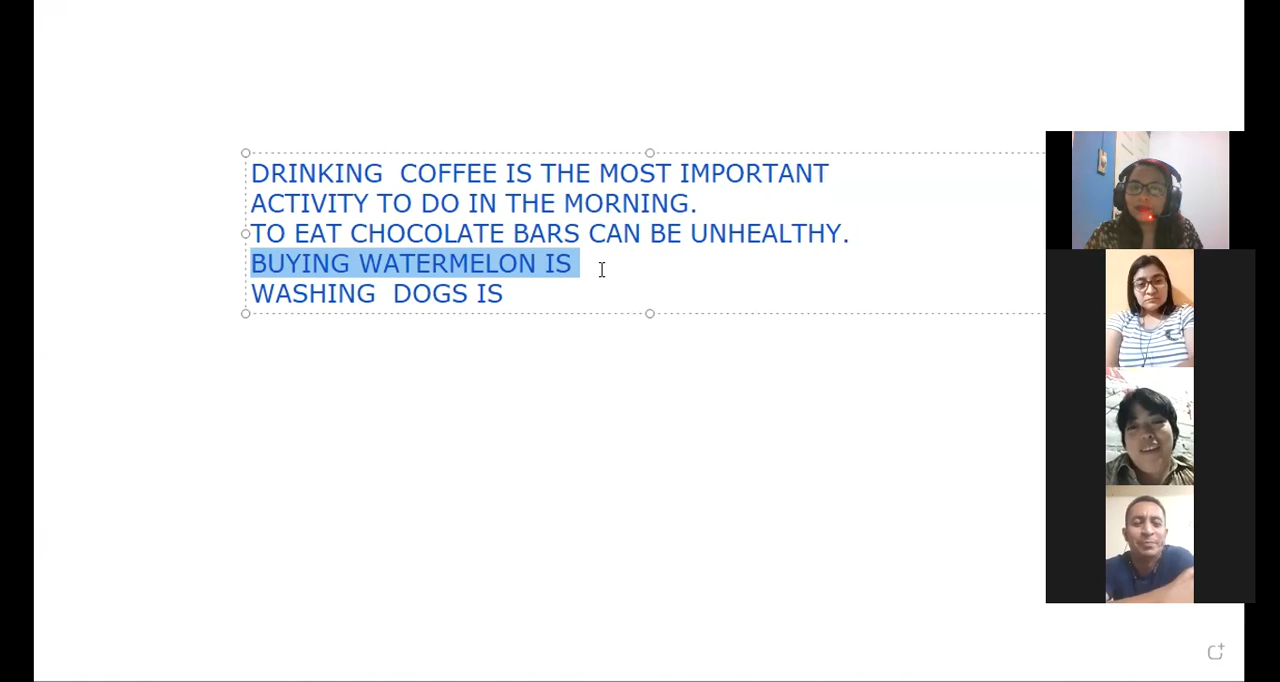 DRINKING  COFFEE IS THE MOST IMPORTANT
ACTIVITY TO DO IN THE MORNING.
TO EAT CHOCOLATE BARS CAN BE UNHEALTHY.
BUYING WATERMELON IS
WASHING  DOGS IS